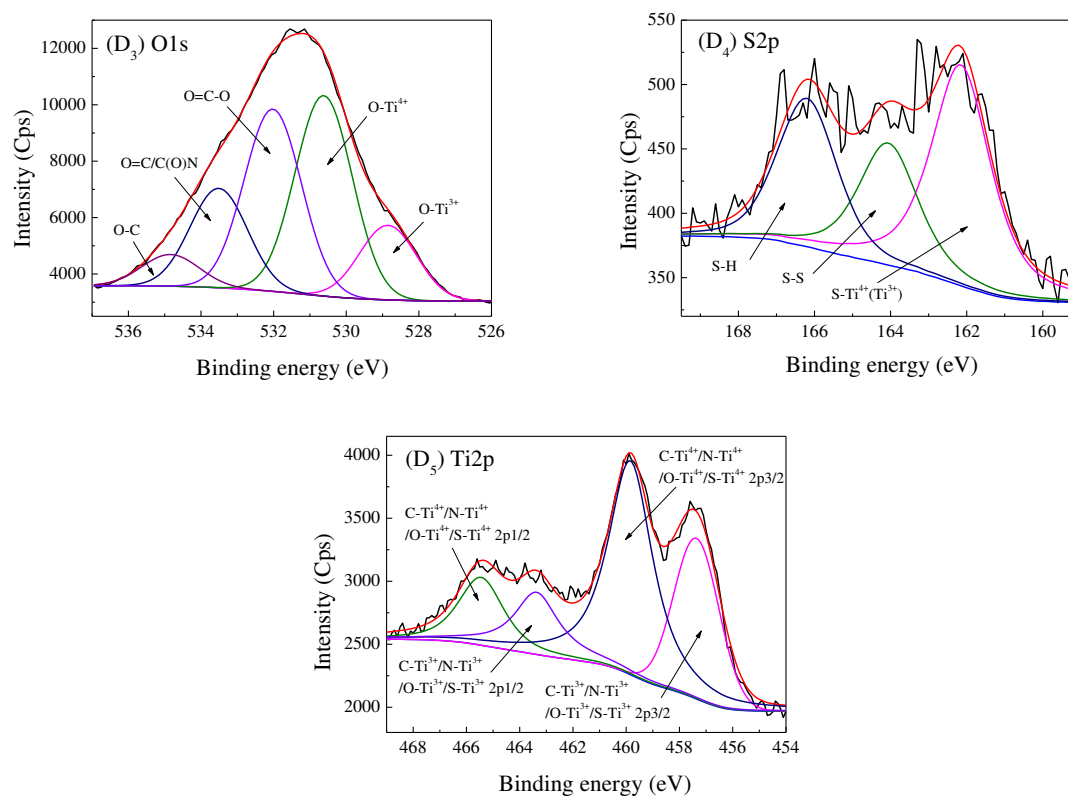 (D₃) O1s
Intensity (Cps)
12000
10000
8000
6000
4000
O=C-O
O-Ti⁴⁺
O=C/C(O)N
O-Ti³⁺
O-C
536
534
532
530
528
526
Binding energy (eV)
(D₄) S2p
Intensity (Cps)
550
500
450
400
350
S-H
S-S
S-Ti⁴⁺(Ti³⁺)
168
166
164
162
160
Binding energy (eV)
(D₅) Ti2p
Intensity (Cps)
4000
3500
3000
2500
2000
C-Ti⁴⁺/N-Ti⁴⁺
/O-Ti⁴⁺/S-Ti⁴⁺ 2p3/2
C-Ti⁴⁺/N-Ti⁴⁺
/O-Ti⁴⁺/S-Ti⁴⁺ 2p1/2
C-Ti³⁺/N-Ti³⁺
/O-Ti³⁺/S-Ti³⁺ 2p1/2
C-Ti³⁺/N-Ti³⁺
/O-Ti³⁺/S-Ti³⁺ 2p3/2
468
466
464
462
460
458
456
454
Binding energy (eV)